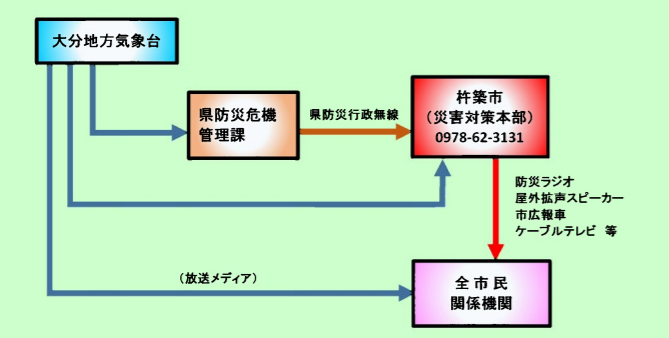 大分地方気象台
県防災危機
管理課
県防災行政無線
杵築市
（災害対策本部）
0978-62-3131
防災ラジオ
屋外拡声スピーカー
市広報車
ケーブルテレビ　等
（放送メディア）
全 市 民
関係機関